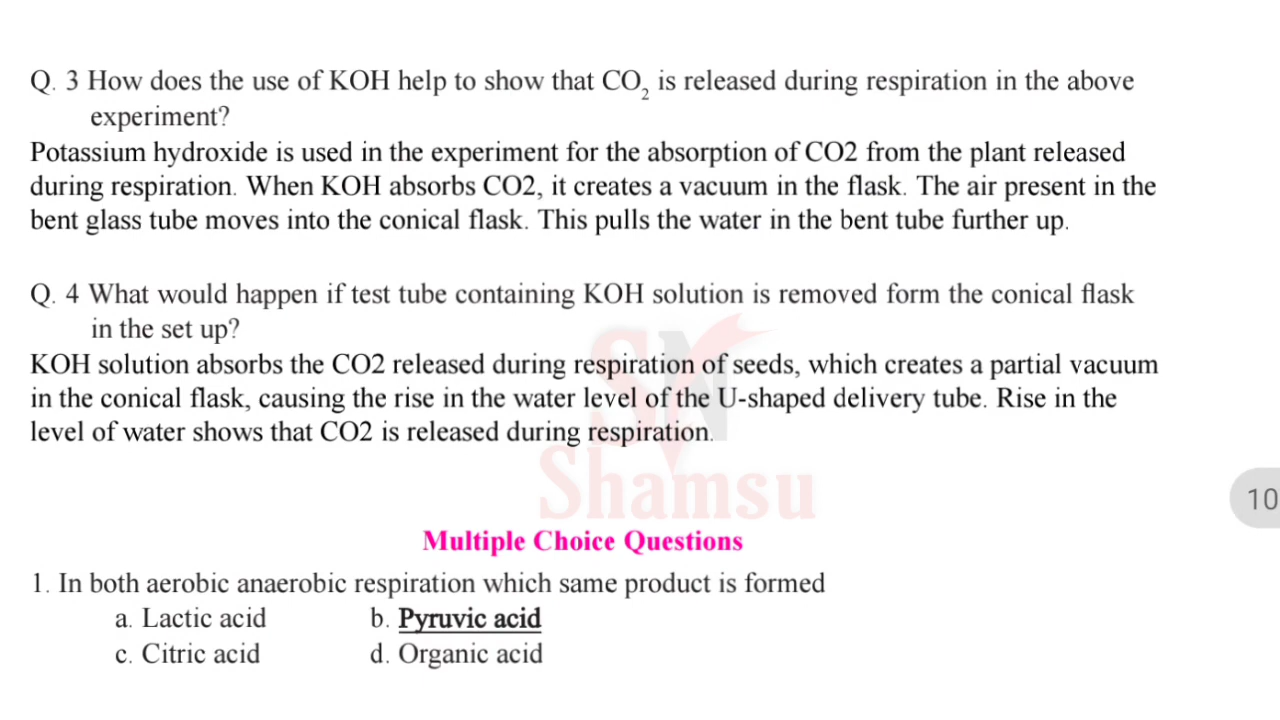 Q. 3 How does the use of KOH help to show that CO₂ is released during respiration in the above
experiment?
Potassium hydroxide is used in the experiment for the absorption of CO2 from the plant released
during respiration. When KOH absorbs CO2, it creates a vacuum in the flask. The air present in the
bent glass tube moves into the conical flask. This pulls the water in the bent tube further up.
Q. 4 What would happen if test tube containing KOH solution is removed form the conical flask
in the set up?
KOH solution absorbs the CO2 released during respiration of seeds, which creates a partial vacuum
in the conical flask, causing the rise in the water level of the U-shaped delivery tube. Rise in the
level of water shows that CO2 is released during respiration.
SN
Shamsu
10
Multiple Choice Questions
1. In both aerobic anaerobic respiration which same product is formed
a. Lactic acid b. Pyruvic acid
c. Citric acid d. Organic acid